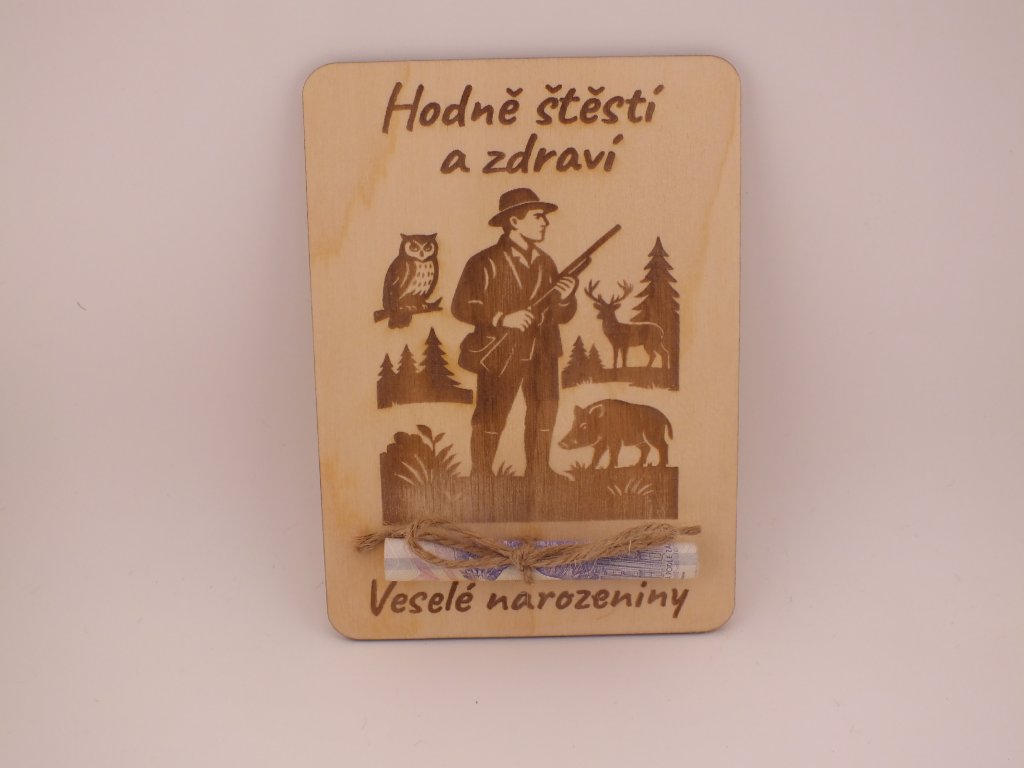 Hodně štěstí
a zdraví
Veselé narozeniny